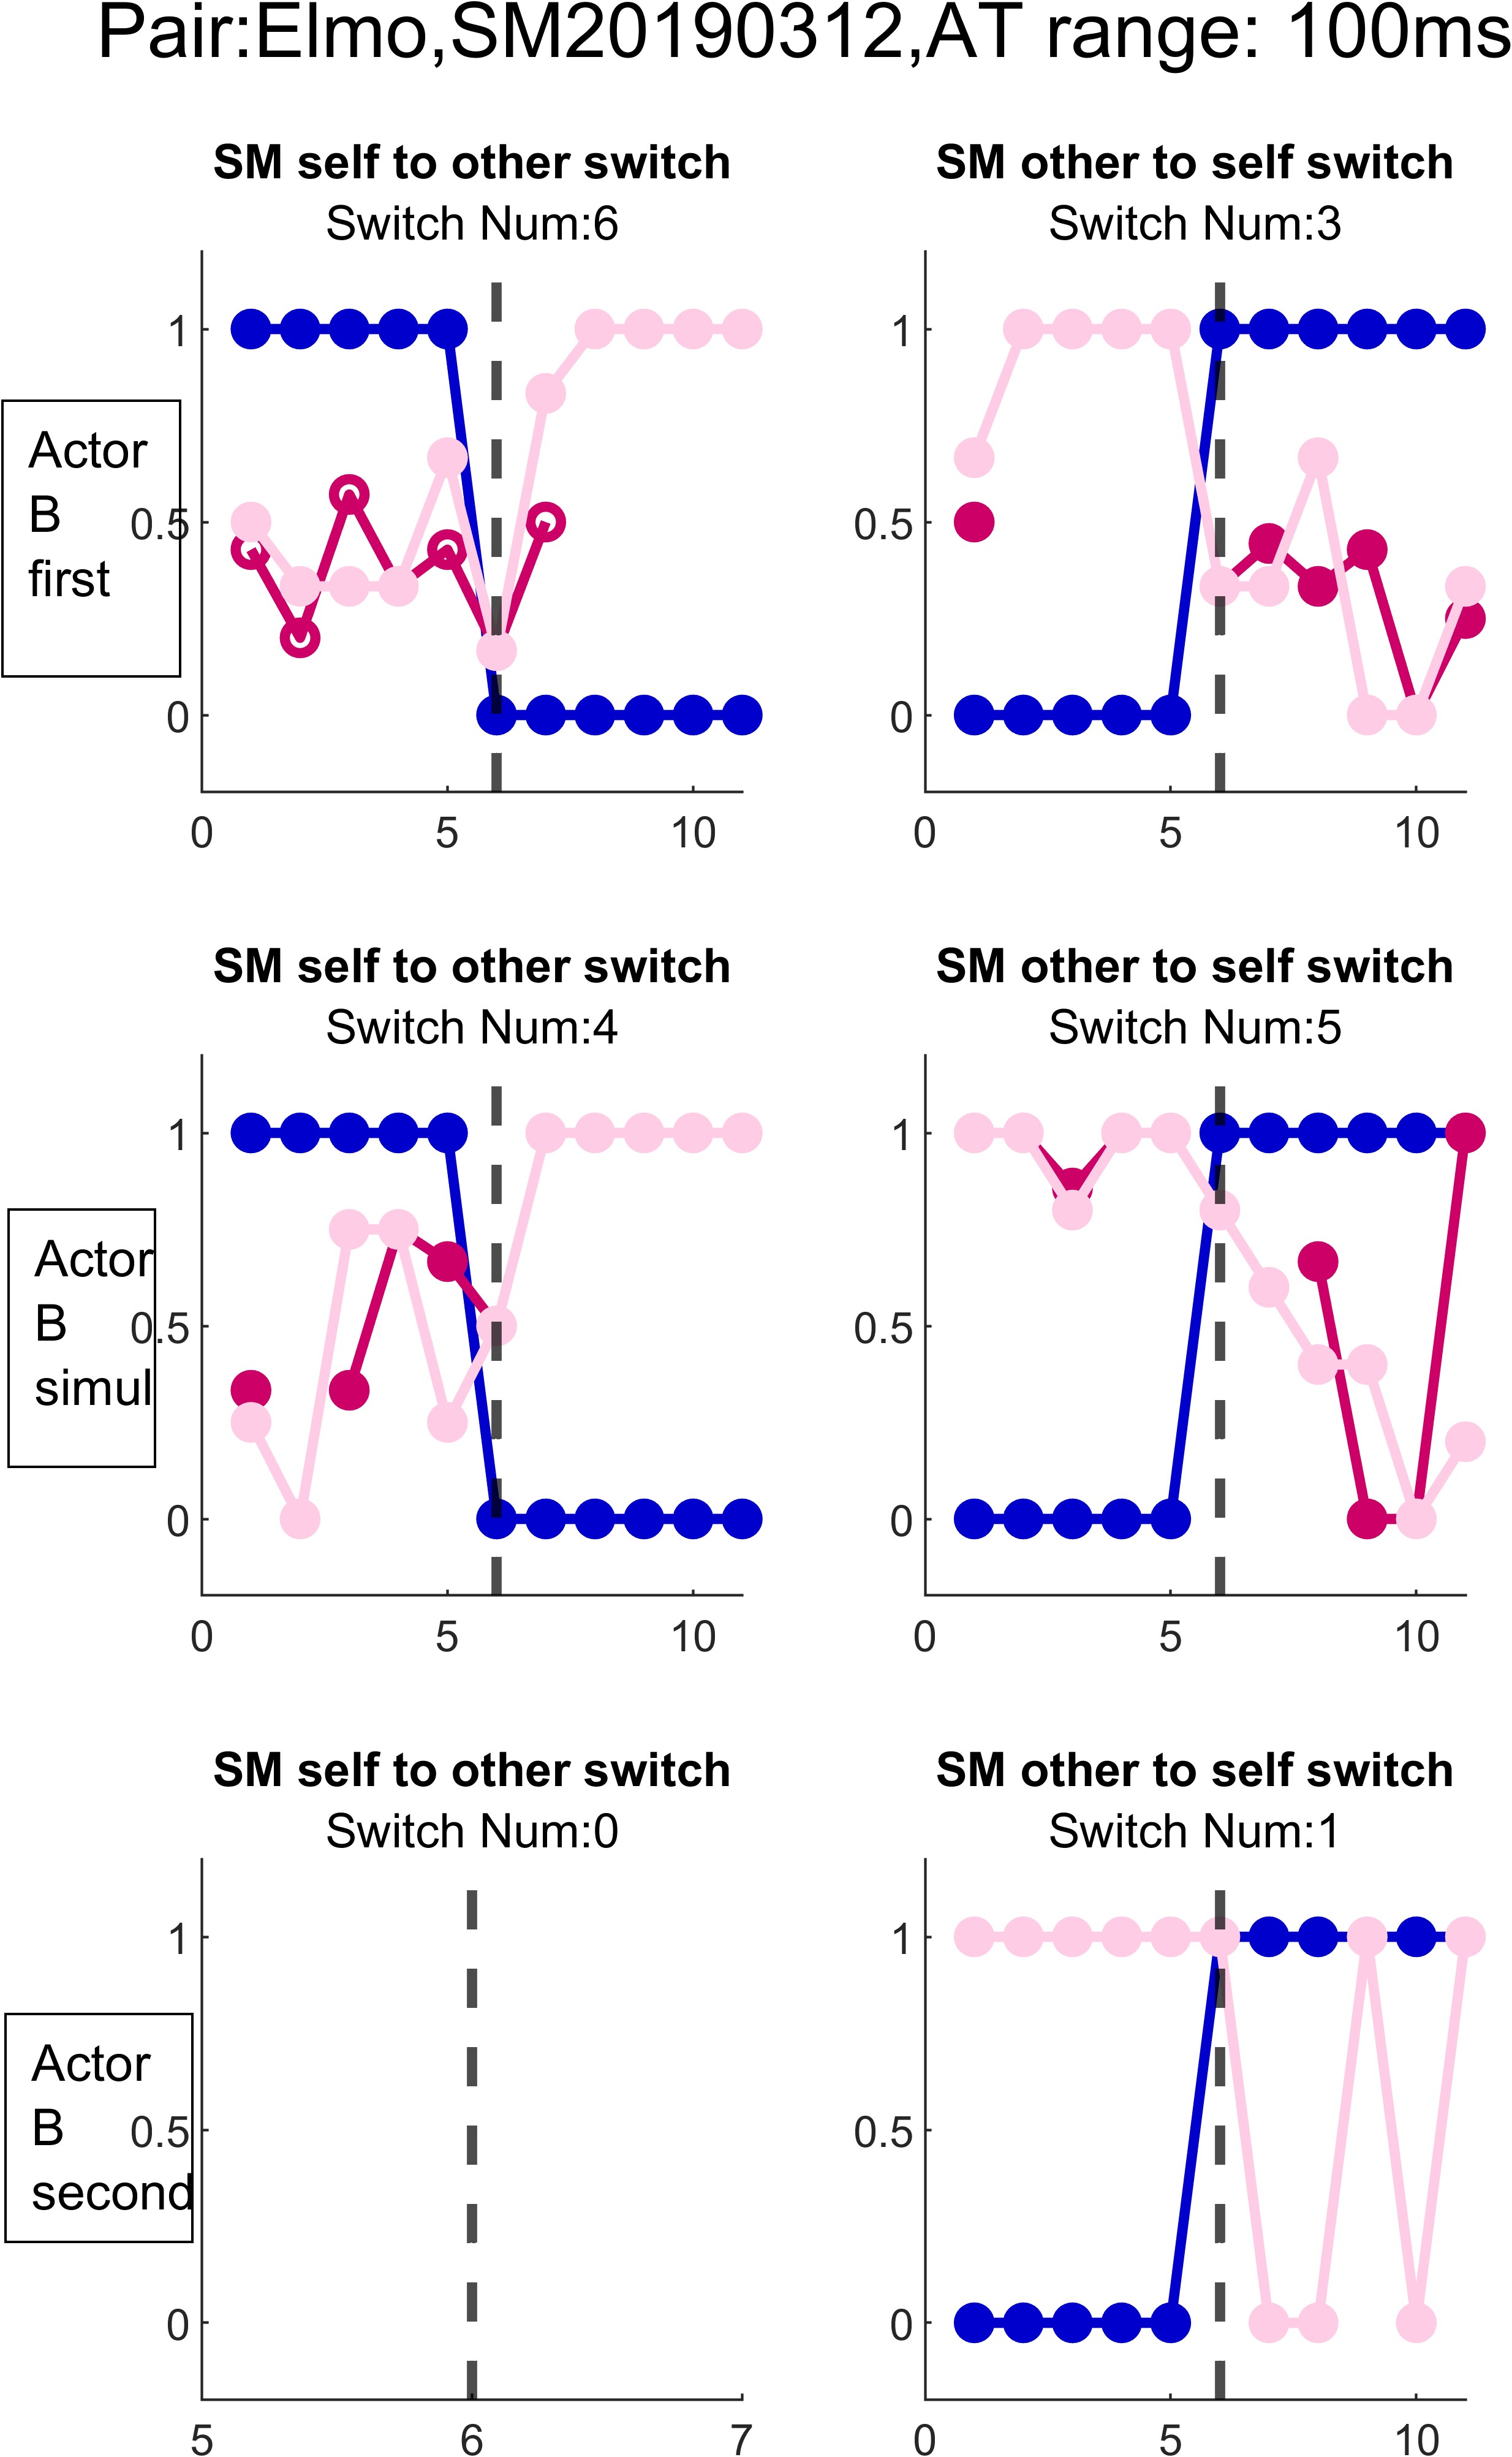 Pair:Elmo,SM20190312,AT range: 100ms
SM self to other switch
Switch Num:6
1
0.5
0
0 5 10
Actor
B
first
SM other to self switch
Switch Num:3
1
0.5
0
0 5 10
SM self to other switch
Switch Num:4
1
0.5
0
0 5 10
Actor
B
simul
SM other to self switch
Switch Num:5
1
0.5
0
0 5 10
SM self to other switch
Switch Num:0
1
0.5
0
5 6 7
Actor
B
second
SM other to self switch
Switch Num:1
1
0.5
0
0 5 10